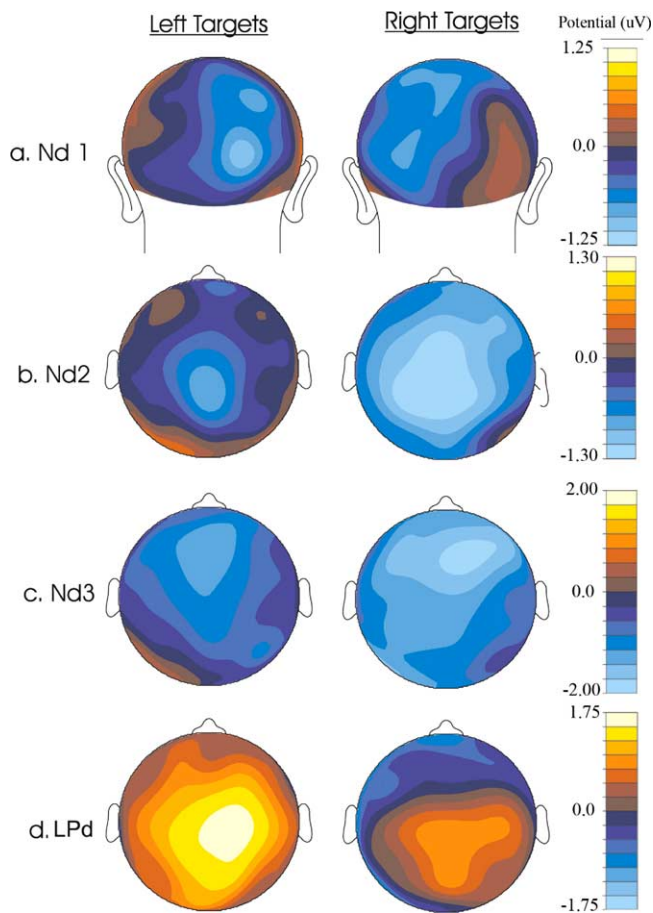 Left Targets Right Targets Potential (uV)
1.25
a. Nd 1 0.0
-1.25
1.30
b. Nd2 0.0
-1.30
2.00
c. Nd3 0.0
-2.00
1.75
d. LPd 0.0
-1.75